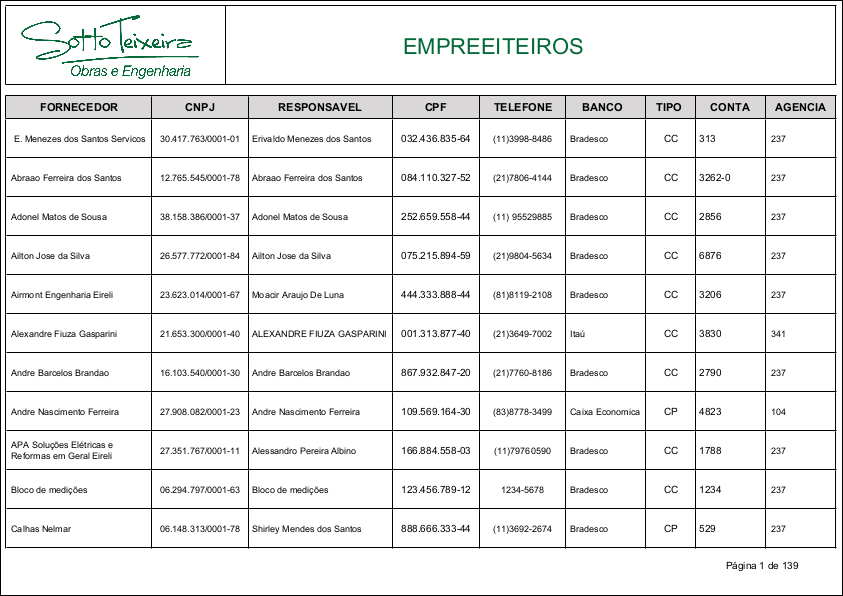 Sotto Teixeira
Obras e Engenharia
EMPREEITEIROS
FORNECEDOR CNPJ RESPONSAVEL CPF TELEFONE BANCO TIPO CONTA AGENCIA
E. Menezes dos Santos Servicos 30.417.763/0001-01 Erivaldo Menezes dos Santos 032.436.835-64 (11)3998-8486 Bradesco CC 313 237
Abraao Ferreira dos Santos 12.765.545/0001-78 Abraao Ferreira dos Santos 084.110.327-52 (21)7806-4144 Bradesco CC 3262-0 237
Adonel Matos de Sousa 38.158.386/0001-37 Adonel Matos de Sousa 252.659.558-44 (11) 95529885 Bradesco CC 2856 237
Ailton Jose da Silva 26.577.772/0001-84 Ailton Jose da Silva 075.215.894-59 (21)9804-5634 Bradesco CC 6876 237
Airmont Engenharia Eireli 23.623.014/0001-67 Moacir Araujo De Luna 444.333.888-44 (81)8119-2108 Bradesco CC 3206 237
Alexandre Fiuza Gasparini 21.653.300/0001-40 ALEXANDRE FIUZA GASPARINI 001.313.877-40 (21)3649-7002 Itaú CC 3830 341
Andre Barcelos Brandao 16.103.540/0001-30 Andre Barcelos Brandao 867.932.847-20 (21)7760-8186 Bradesco CC 2790 237
Andre Nascimento Ferreira 27.908.082/0001-23 Andre Nascimento Ferreira 109.569.164-30 (83)8778-3499 Caixa Economica CP 4823 104
APA Soluções Elétricas e
Reformas em Geral Eireli 27.351.767/0001-11 Alessandro Pereira Albino 166.884.558-03 (11)79760590 Bradesco CC 1788 237
Bloco de medições 06.294.797/0001-63 Bloco de medições 123.456.789-12 1234-5678 Bradesco CC 1234 237
Calhas Nelmar 06.148.313/0001-78 Shirley Mendes dos Santos 888.666.333-44 (11)3692-2674 Bradesco CP 529 237
Página 1 de 139